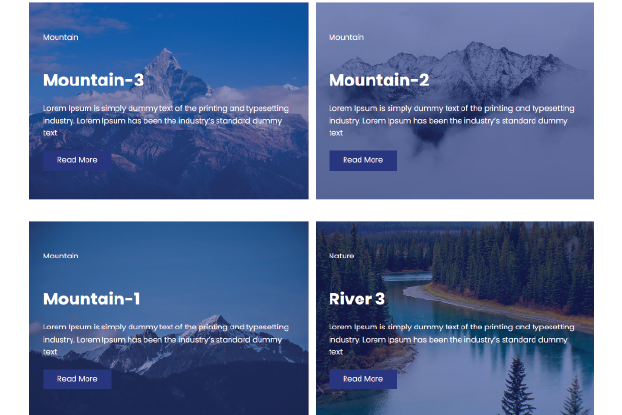 Mountain
Mountain-3
Lorem Ipsum is simply dummy text of the printing and typesetting
industry. Lorem Ipsum has been the industry's standard dummy
text
Read More
Mountain
Mountain-2
Lorem Ipsum is simply dummy text of the printing and typesetting
industry. Lorem Ipsum has been the industry's standard dummy
text
Read More
Mountain
Mountain-1
Lorem Ipsum is simply dummy text of the printing and typesetting
industry. Lorem Ipsum has been the industry's standard dummy
text
Read More
Nature
River 3
Lorem Ipsum is simply dummy text of the printing and typesetting
industry. Lorem Ipsum has been the industry's standard dummy
text
Read More